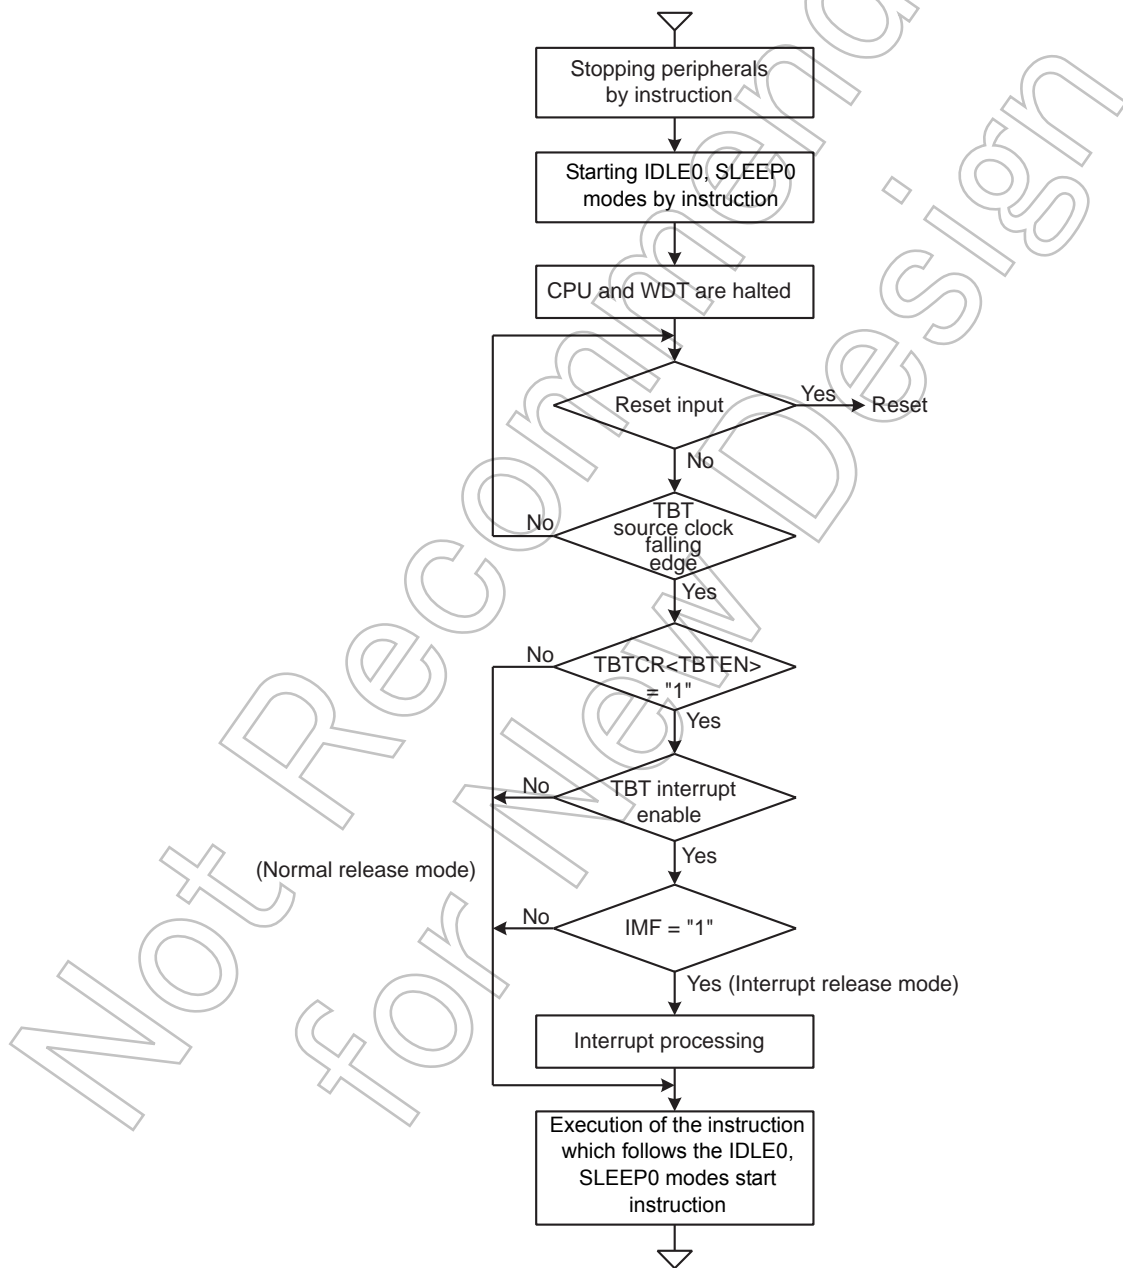 Stopping peripherals
by instruction
Starting IDLE0, SLEEP0
modes by instruction
CPU and WDT are halted
Reset input
Yes
Reset
No
TBT
source clock
falling
edge
No
Yes
TBTCR<TBTEN>
= "1"
No
Yes
TBT interrupt
enable
No
Yes
(Normal release mode)
IMF = "1"
No
Yes (Interrupt release mode)
Interrupt processing
Execution of the instruction
which follows the IDLE0,
SLEEP0 modes start
instruction
Not Recommend
for New Design